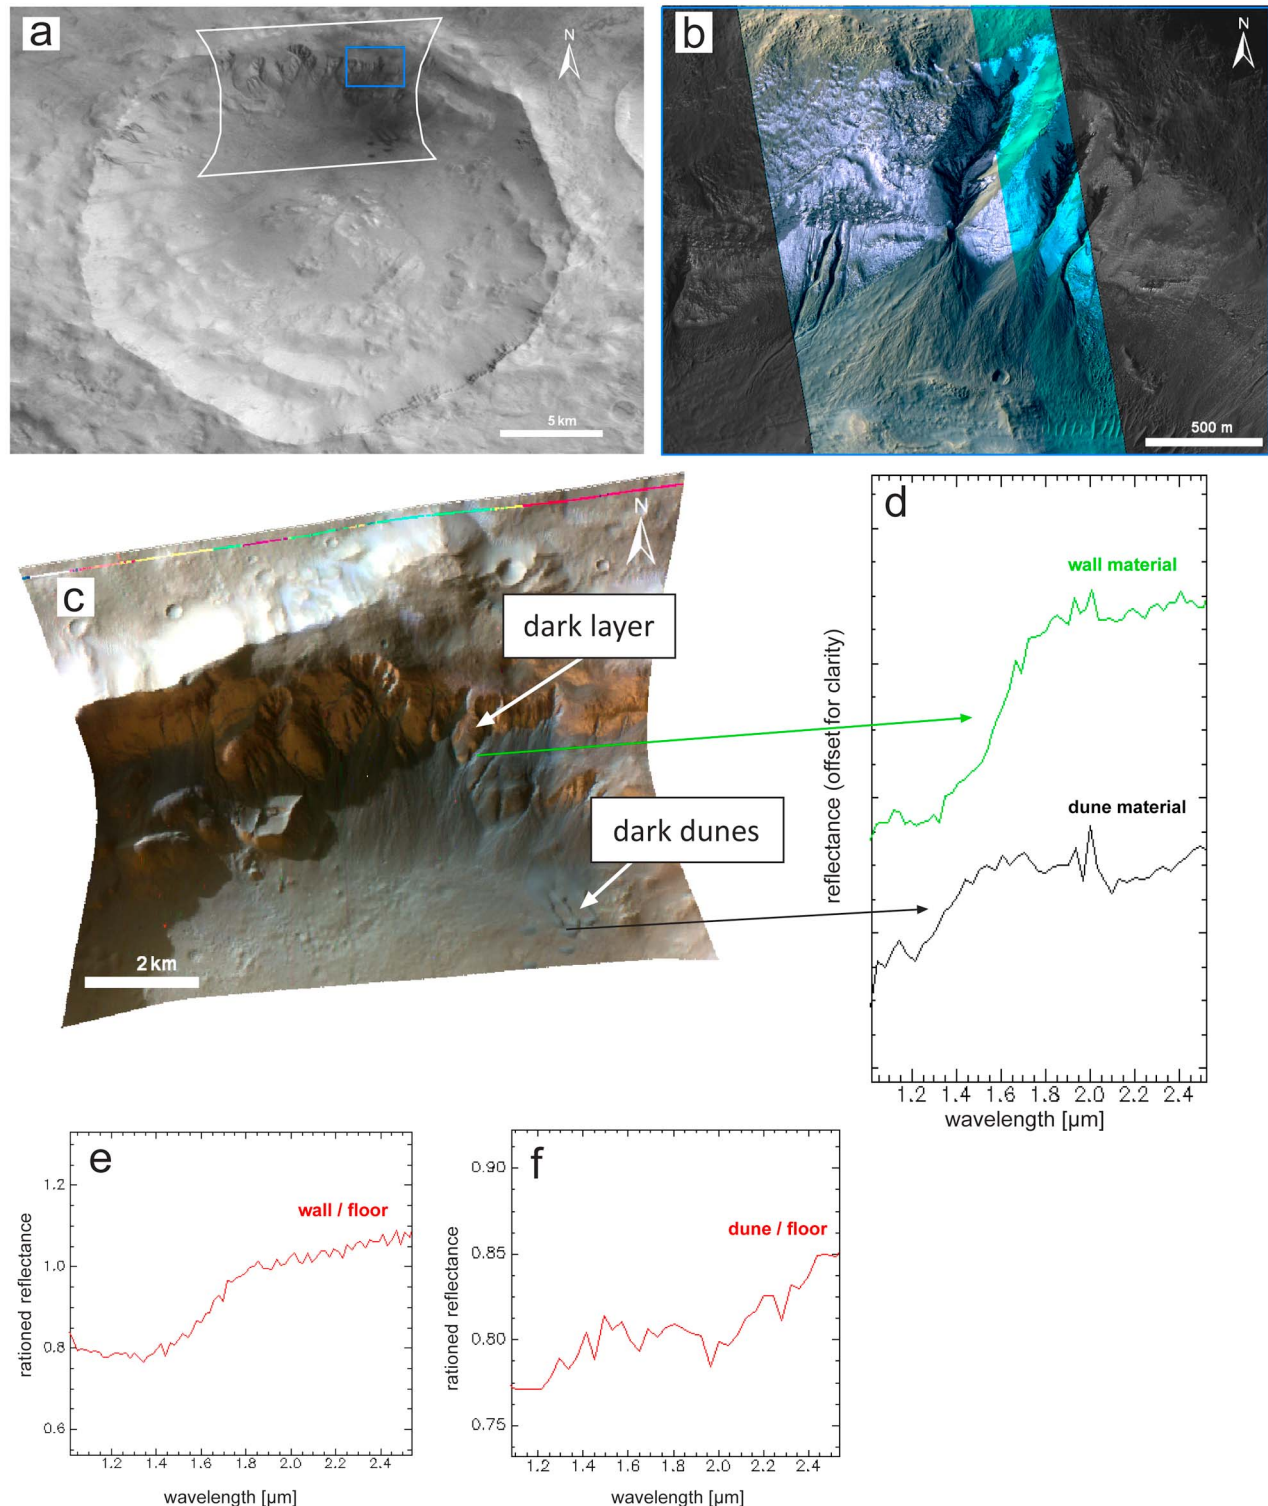 a
N
5 km
b
N
500 m
c
N
dark layer
dark dunes
2 km
d
wall material
dune material
reflectance (offset for clarity)
1.2 1.4 1.6 1.8 2.0 2.2 2.4
wavelength [µm]
e
wall / floor
1.2
1.0
0.8
0.6
rationed reflectance
1.2 1.4 1.6 1.8 2.0 2.2 2.4
wavelength [µm]
f
dune / floor
0.90
0.85
0.80
0.75
rationed reflectance
1.2 1.4 1.6 1.8 2.0 2.2 2.4
wavelength [µm]